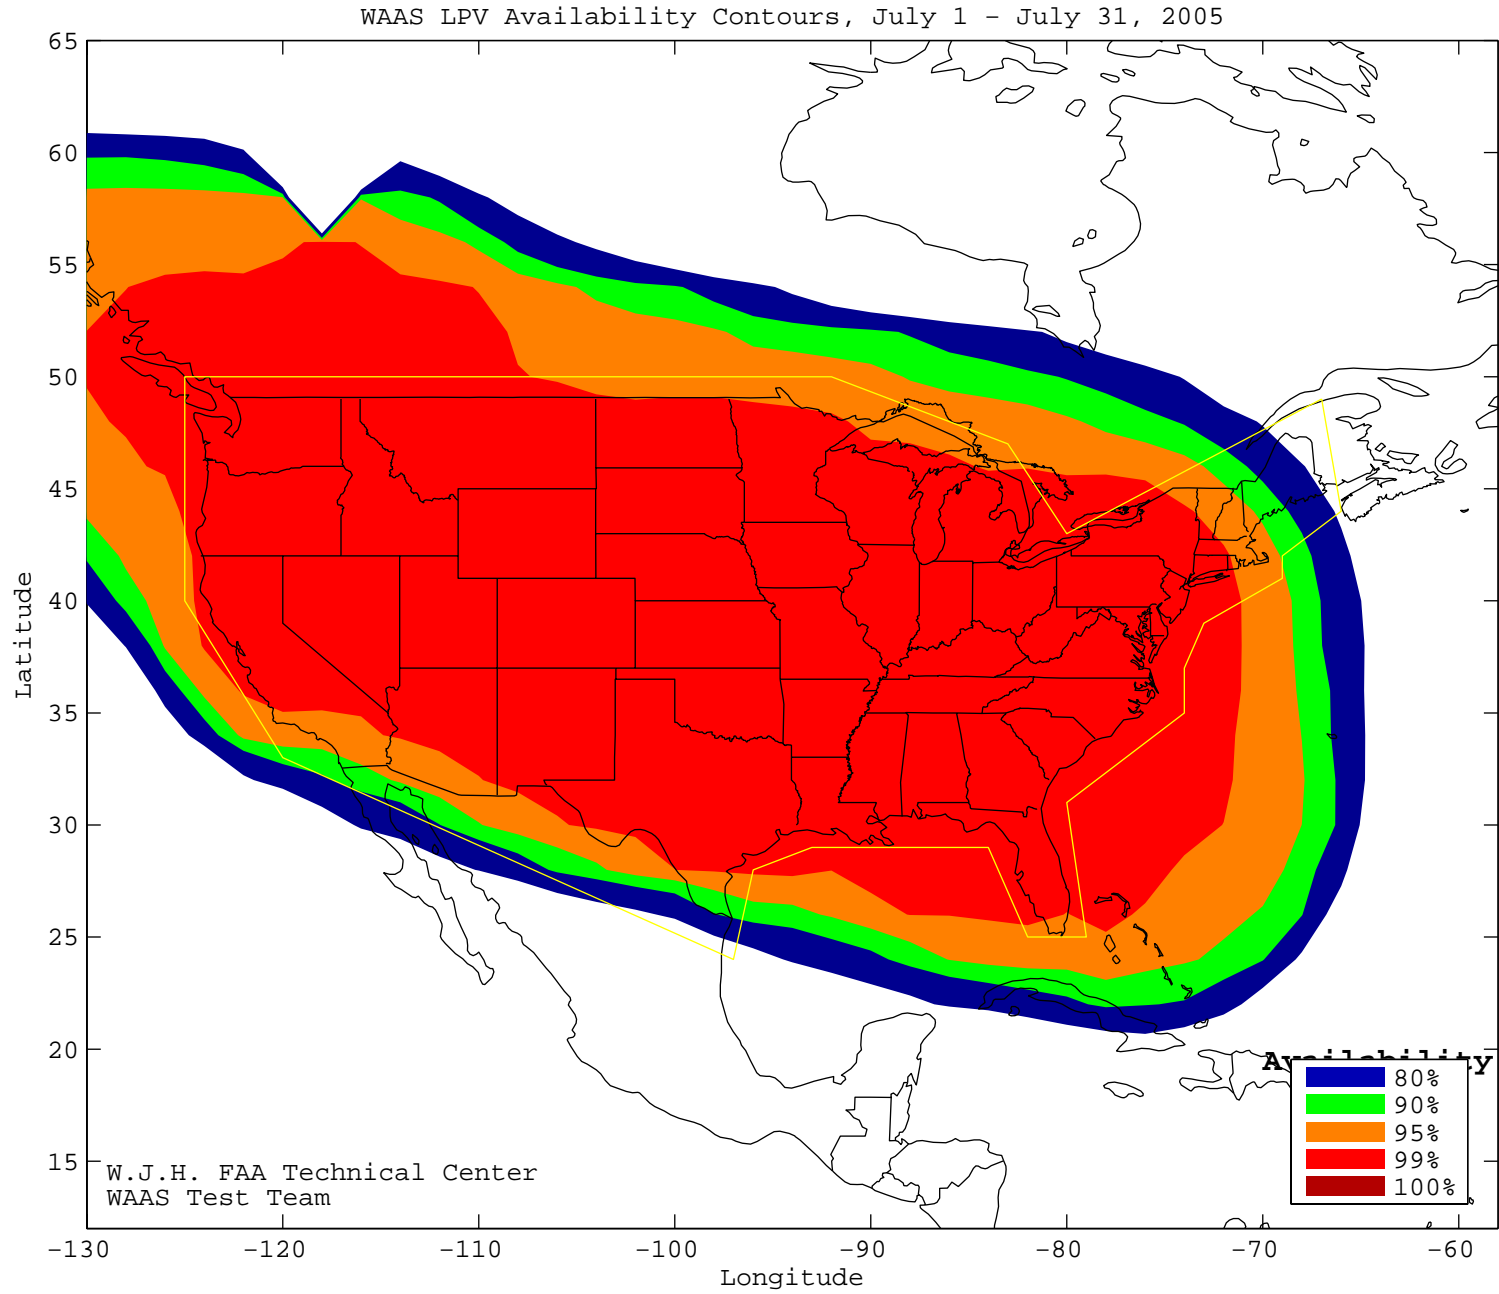 WAAS LPV Availability Contours, July 1 - July 31, 2005
65
60
55
50
45
40
35
30
25
20
15
Latitude
Availability
80%
90%
95%
99%
100%
W.J.H. FAA Technical Center
WAAS Test Team
-130 -120 -110 -100 -90 -80 -70 -60
Longitude